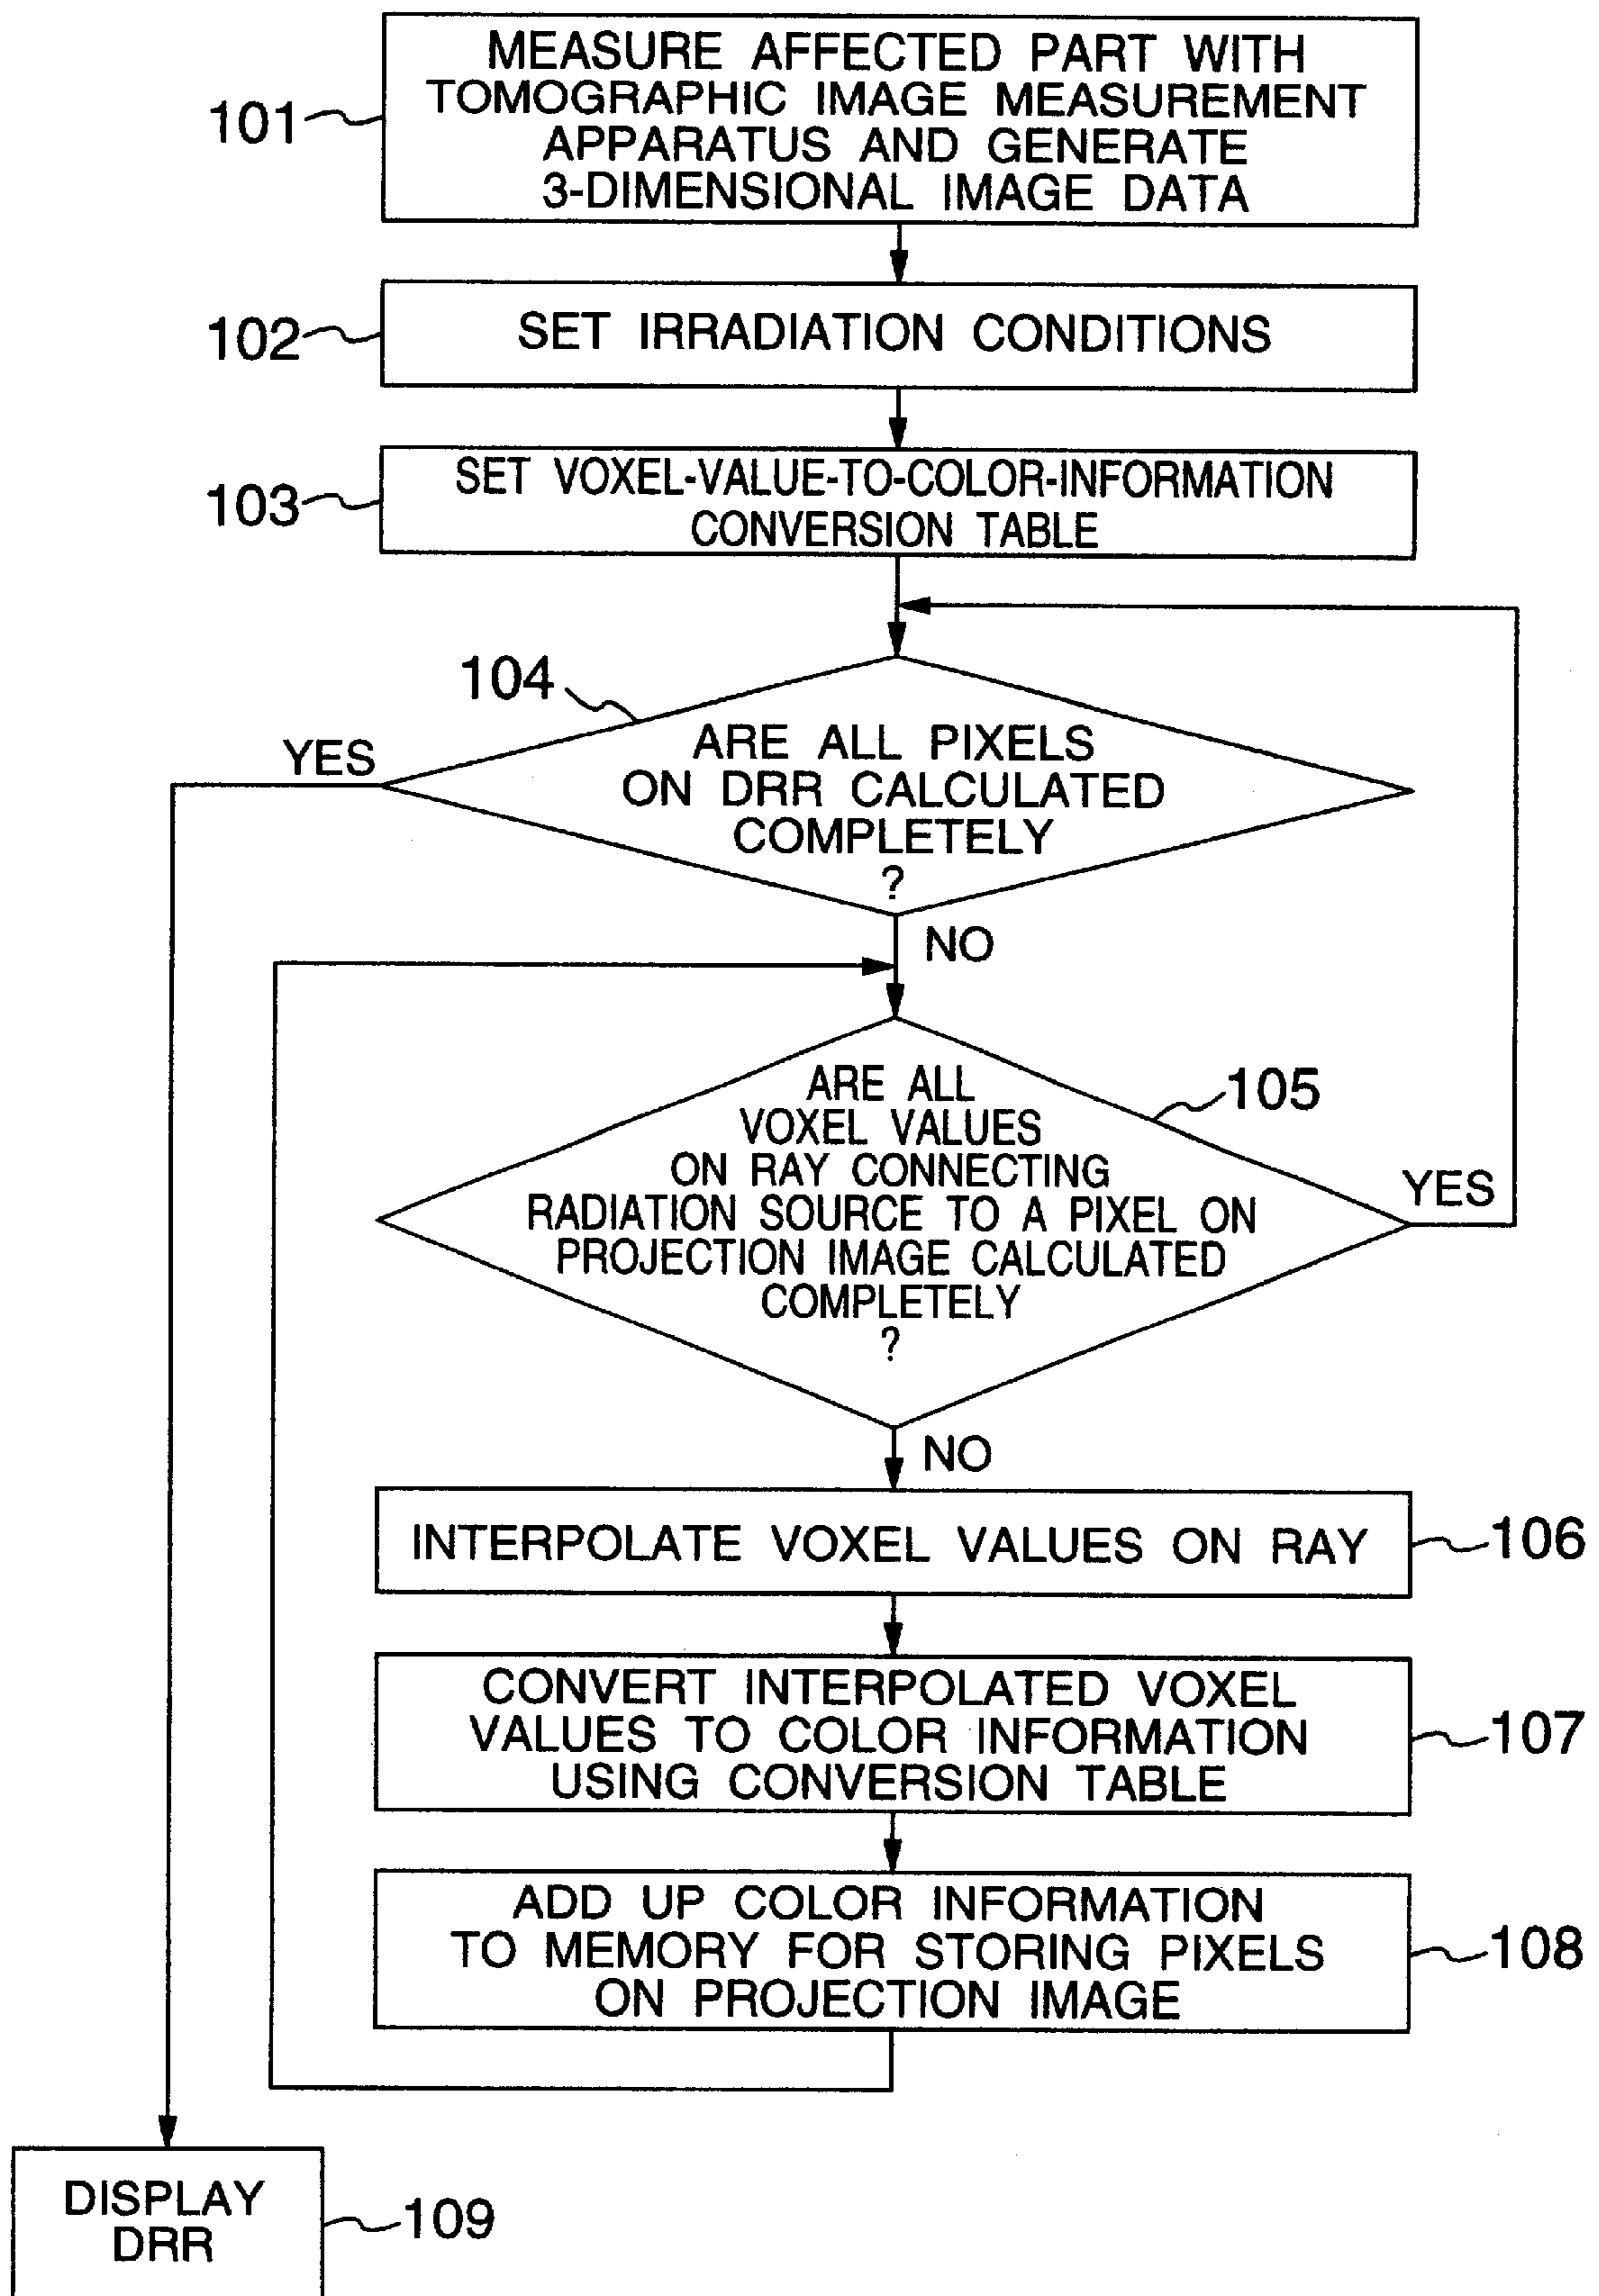 MEASURE AFFECTED PART WITH
TOMOGRAPHIC IMAGE MEASUREMENT
APPARATUS AND GENERATE
3-DIMENSIONAL IMAGE DATA
101
SET IRRADIATION CONDITIONS
102
SET VOXEL-VALUE-TO-COLOR-INFORMATION
CONVERSION TABLE
103
104
YES
ARE ALL PIXELS
ON DRR CALCULATED
COMPLETELY
?
NO
ARE ALL
VOXEL VALUES
ON RAY CONNECTING
RADIATION SOURCE TO A PIXEL ON
PROJECTION IMAGE CALCULATED
COMPLETELY
?
105
YES
NO
INTERPOLATE VOXEL VALUES ON RAY
106
CONVERT INTERPOLATED VOXEL
VALUES TO COLOR INFORMATION
USING CONVERSION TABLE
107
ADD UP COLOR INFORMATION
TO MEMORY FOR STORING PIXELS
ON PROJECTION IMAGE
108
DISPLAY
DRR
109